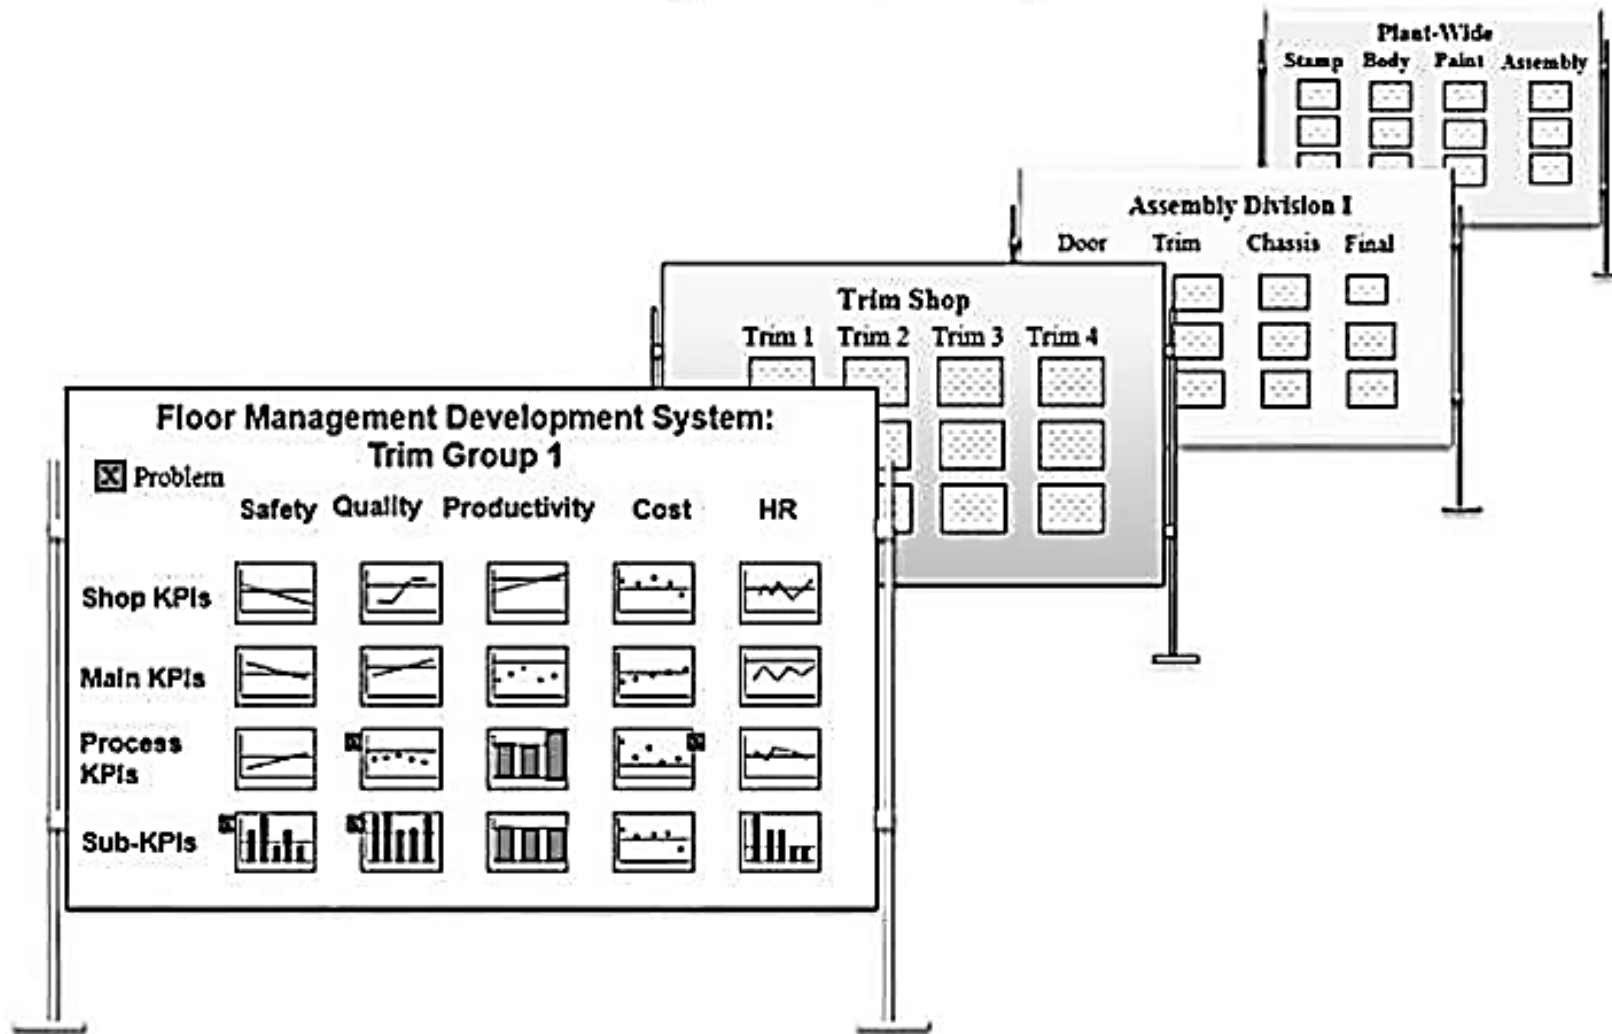 Plant-Wide
Stamp Body Paint Assembly
Assembly Division I
Door Trim Chassis Final
Trim Shop
Trim 1 Trim 2 Trim 3 Trim 4
Floor Management Development System:
Trim Group 1
X Problem
Safety Quality Productivity Cost HR
Shop KPIs
Main KPIs
Process
KPIs
Sub-KPIs